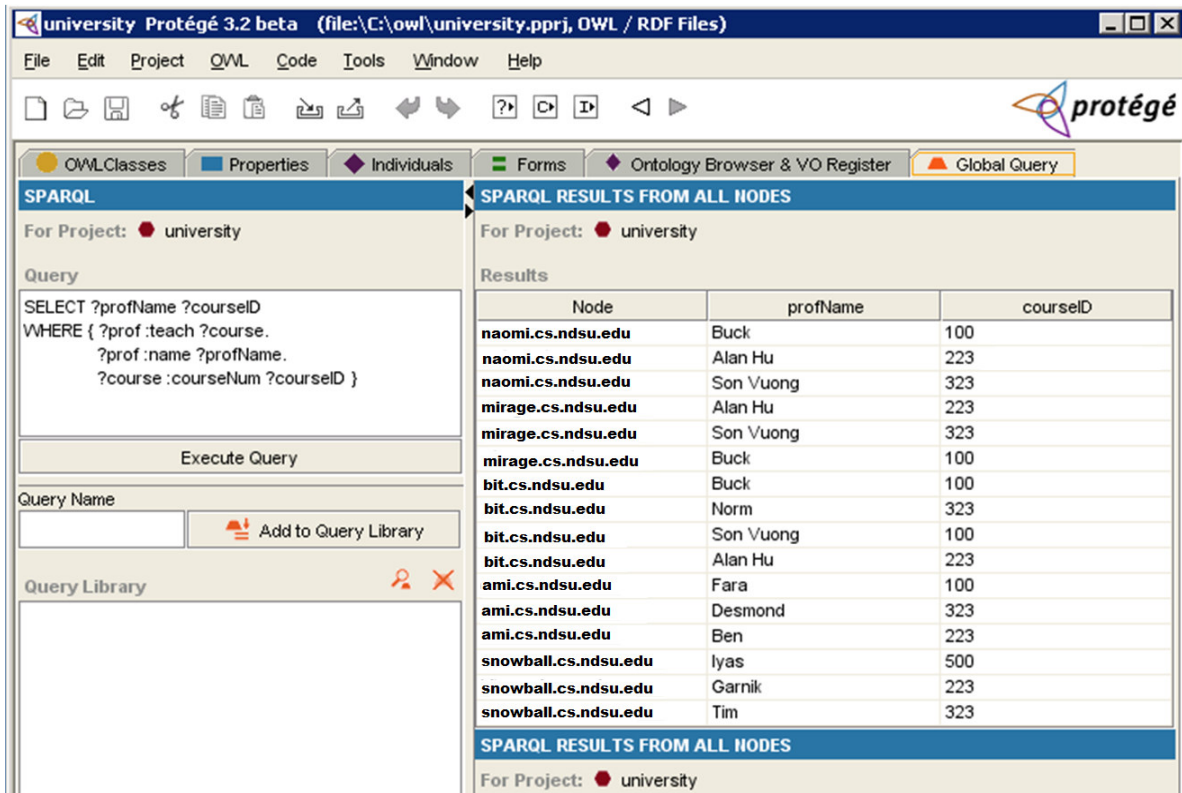 university Protégé 3.2 beta (file:\C:\owl\university.pprj, OWL / RDF Files)
File Edit Project OWL Code Tools Window Help
protégé
OWLClasses Properties Individuals Forms Ontology Browser & VO Register Global Query
SPARQL
For Project: university
Query
SELECT ?profName ?courseID
WHERE { ?prof :teach ?course.
?prof :name ?profName.
?course :courseNum ?courseID }
Execute Query
Query Name
Add to Query Library
Query Library
SPARQL RESULTS FROM ALL NODES
For Project: university
Results
Node profName courseID
naomi.cs.ndsu.edu Buck 100
naomi.cs.ndsu.edu Alan Hu 223
naomi.cs.ndsu.edu Son Vuong 323
mirage.cs.ndsu.edu Alan Hu 223
mirage.cs.ndsu.edu Son Vuong 323
mirage.cs.ndsu.edu Buck 100
bit.cs.ndsu.edu Buck 100
bit.cs.ndsu.edu Norm 323
bit.cs.ndsu.edu Son Vuong 100
bit.cs.ndsu.edu Alan Hu 223
ami.cs.ndsu.edu Fara 100
ami.cs.ndsu.edu Desmond 323
ami.cs.ndsu.edu Ben 223
snowball.cs.ndsu.edu Iyas 500
snowball.cs.ndsu.edu Garnik 223
snowball.cs.ndsu.edu Tim 323
SPARQL RESULTS FROM ALL NODES
For Project: university